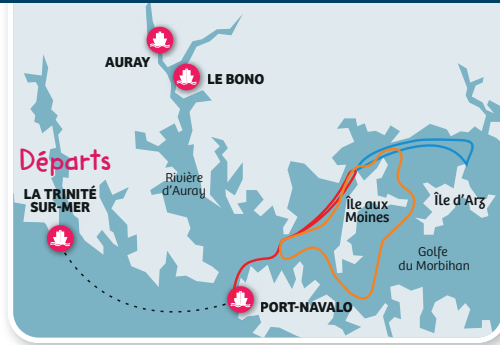 AURAY
LE BONO
Départs
LA TRINITÉ
SUR-MER
Rivière
d'Auray
Île aux
Moines
Île d'Arz
Golfe
du Morbihan
PORT-NAVALO